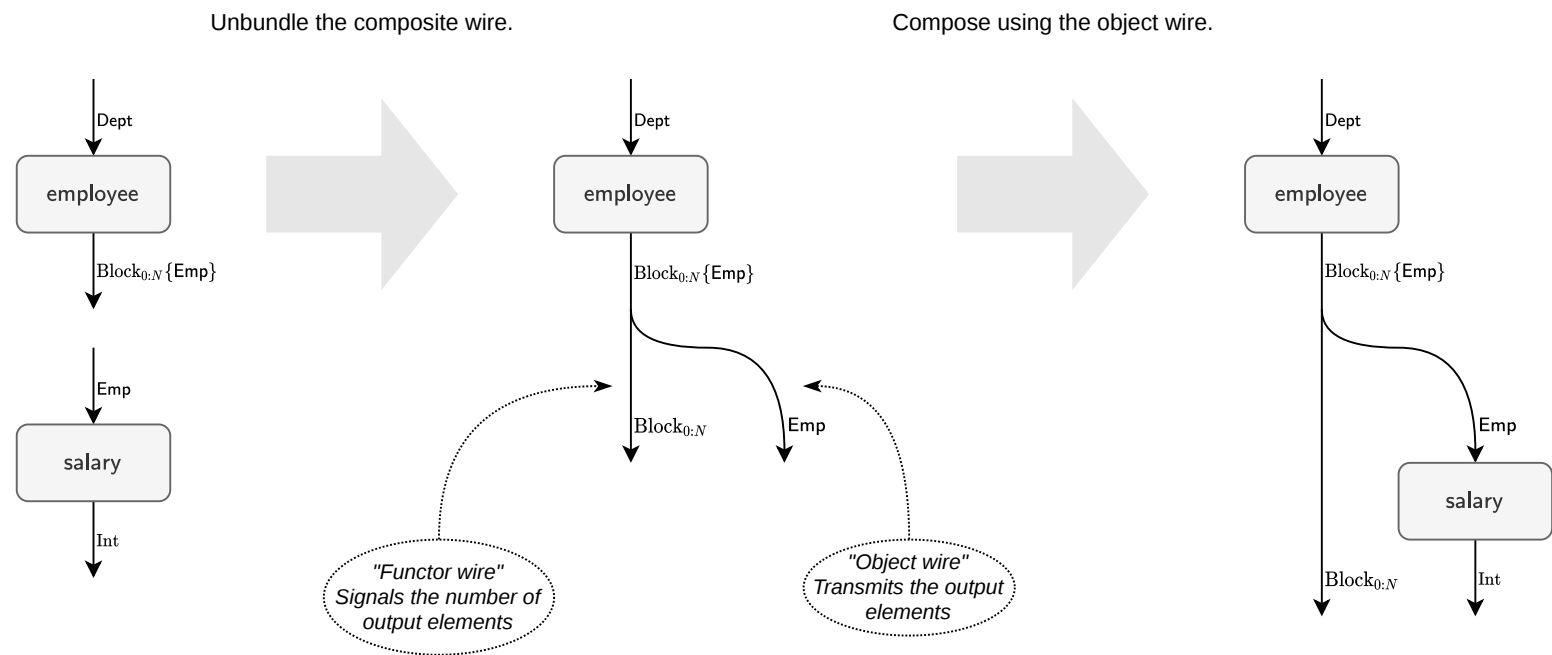 Unbundle the composite wire.
Compose using the object wire.
Dept
employee
Block0:N{Emp}
Emp
salary
Int
Dept
employee
Block0:N{Emp}
Block0:N
Emp
"Functor wire"
Signals the number of
output elements
"Object wire"
Transmits the output
elements
Dept
employee
Block0:N{Emp}
Emp
salary
Block0:N
Int